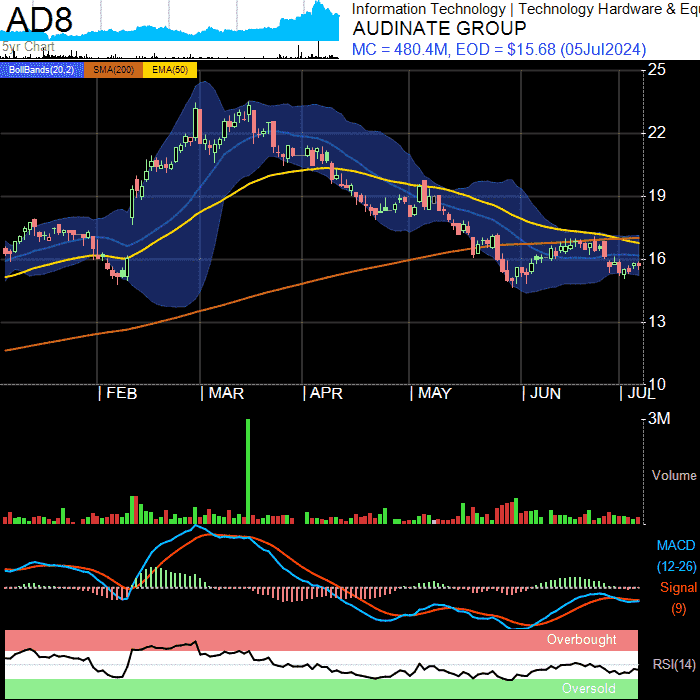 AD8
5yr Chart
Information Technology | Technology Hardware & Equ
AUDINATE GROUP
MC = 480.4M, EOD = $15.68 (05Jul2024)
BollBands(20,2) SMA(200) EMA(50)
25
22
19
16
13
10
| FEB | MAR | APR | MAY | JUN | JUL
3M
Volume
MACD
(12-26)
Signal
(9)
Overbought
RSI(14)
Oversold